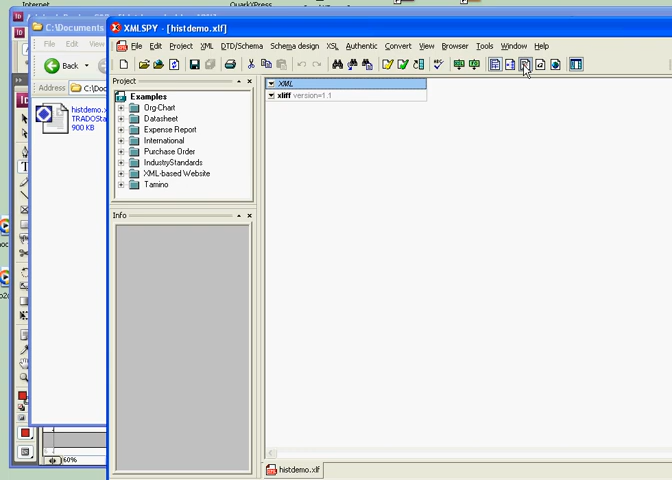 Internet
QuarkXPress
C:\Documents
File Edit View
Back
Address C:\Doc
histdemo.x
TRADOSta
900 KB
60%
XMLSPY - [histdemo.xlf]
File Edit Project XML DTD/Schema Schema design XSL Authentic Convert View Browser Tools Window Help
Project
Examples
Org-Chart
Datasheet
Expense Report
International
Purchase Order
IndustryStandards
XML-based Website
Tamino
Info
XML
xliff version=1.1
histdemo.xlf